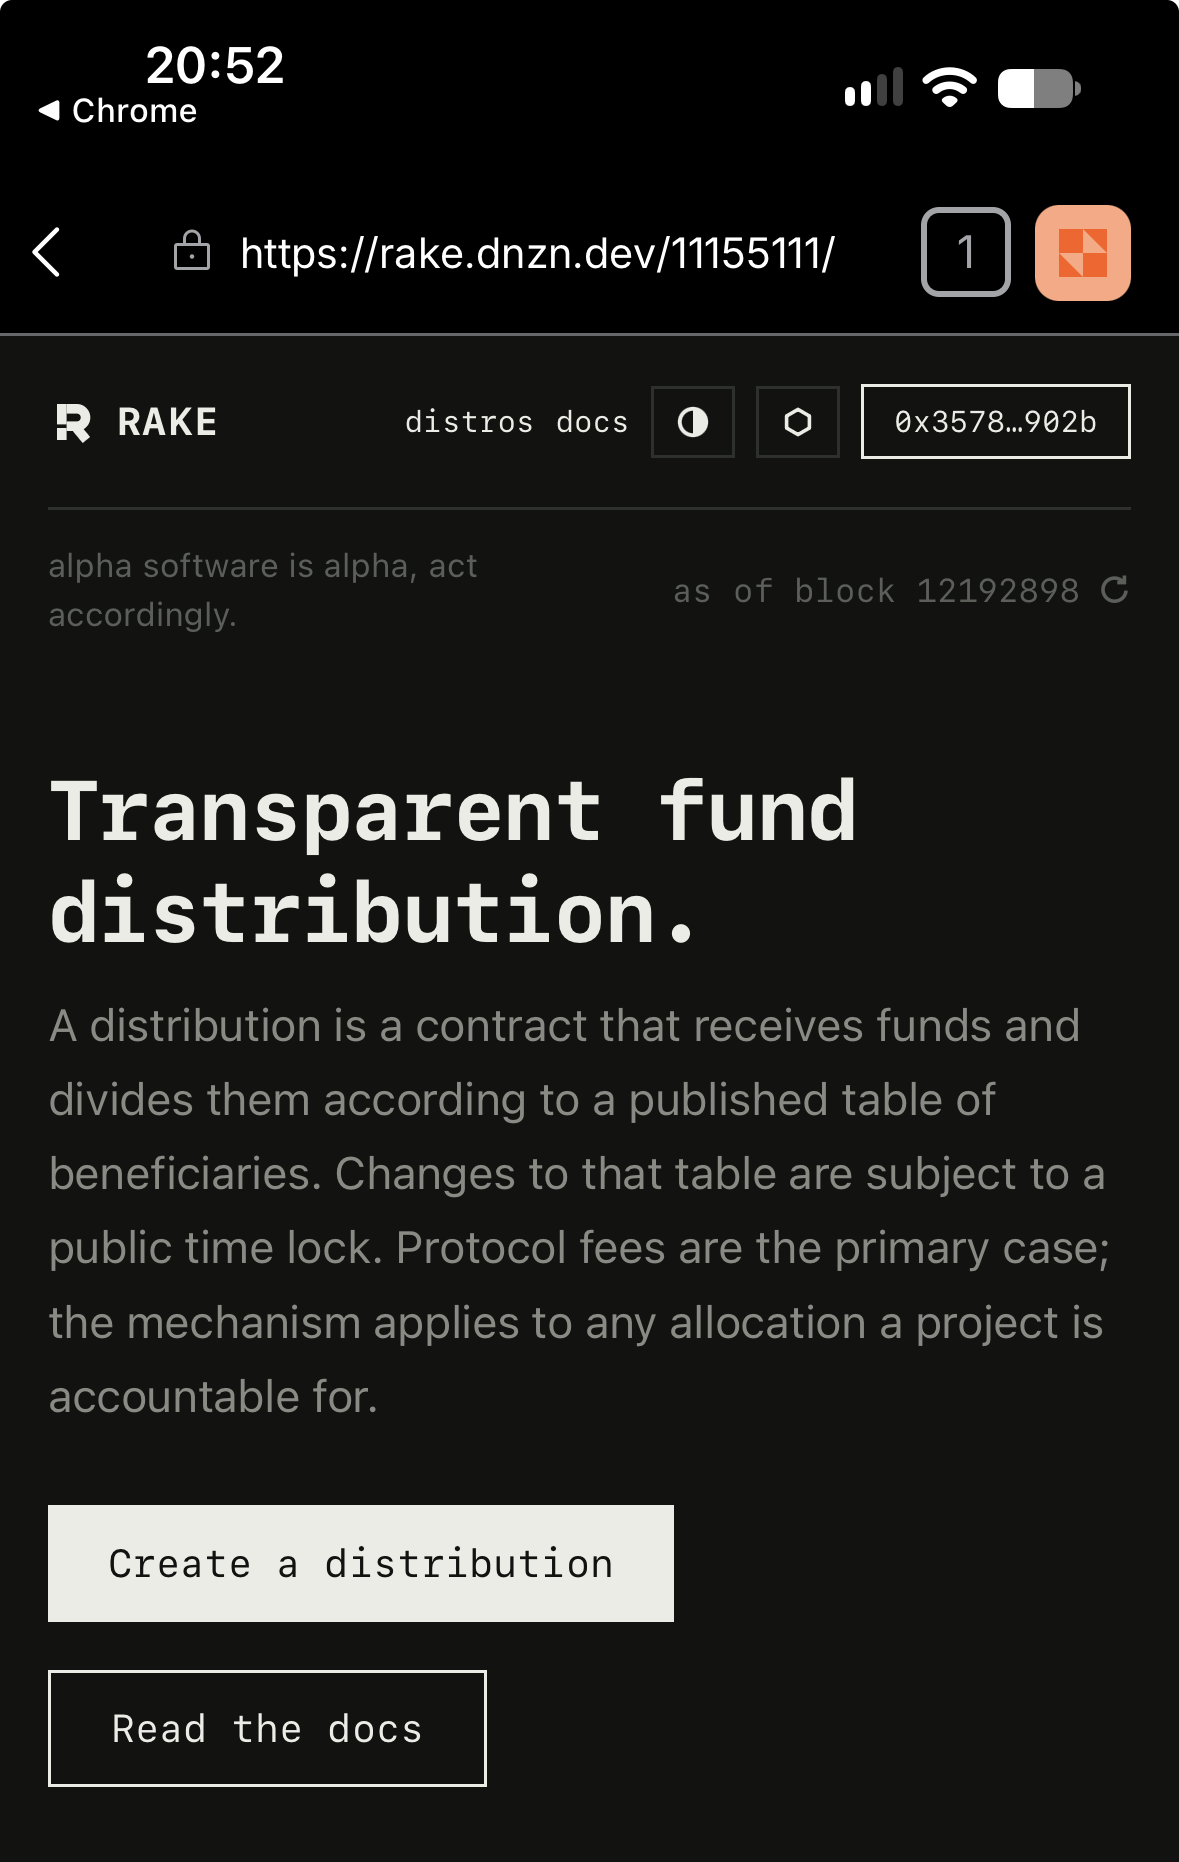 20:52
◀ Chrome
https://rake.dnzn.dev/11155111/
1
RAKE
distros docs
0x3578…902b
alpha software is alpha, act
accordingly.
as of block 12192898
Transparent fund
distribution.
A distribution is a contract that receives funds and
divides them according to a published table of
beneficiaries. Changes to that table are subject to a
public time lock. Protocol fees are the primary case;
the mechanism applies to any allocation a project is
accountable for.
Create a distribution
Read the docs